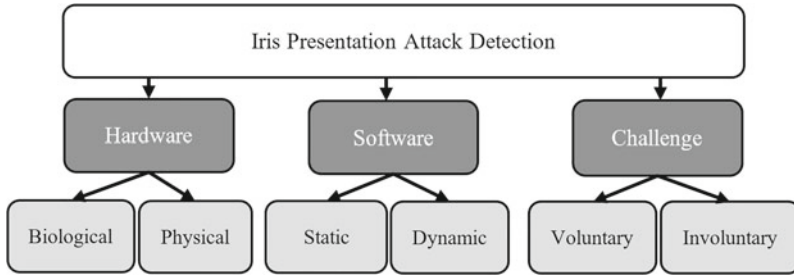 Iris Presentation Attack Detection
Hardware Software Challenge
Biological Physical Static Dynamic Voluntary Involuntary